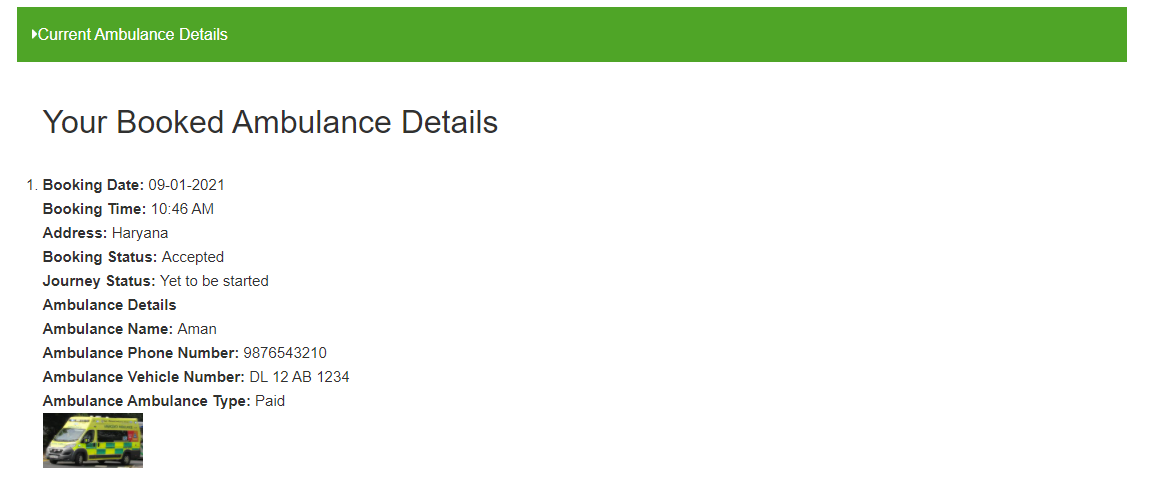 Current Ambulance Details
Your Booked Ambulance Details
1. Booking Date: 09-01-2021
Booking Time: 10:46 AM
Address: Haryana
Booking Status: Accepted
Journey Status: Yet to be started
Ambulance Details
Ambulance Name: Aman
Ambulance Phone Number: 9876543210
Ambulance Vehicle Number: DL 12 AB 1234
Ambulance Ambulance Type: Paid